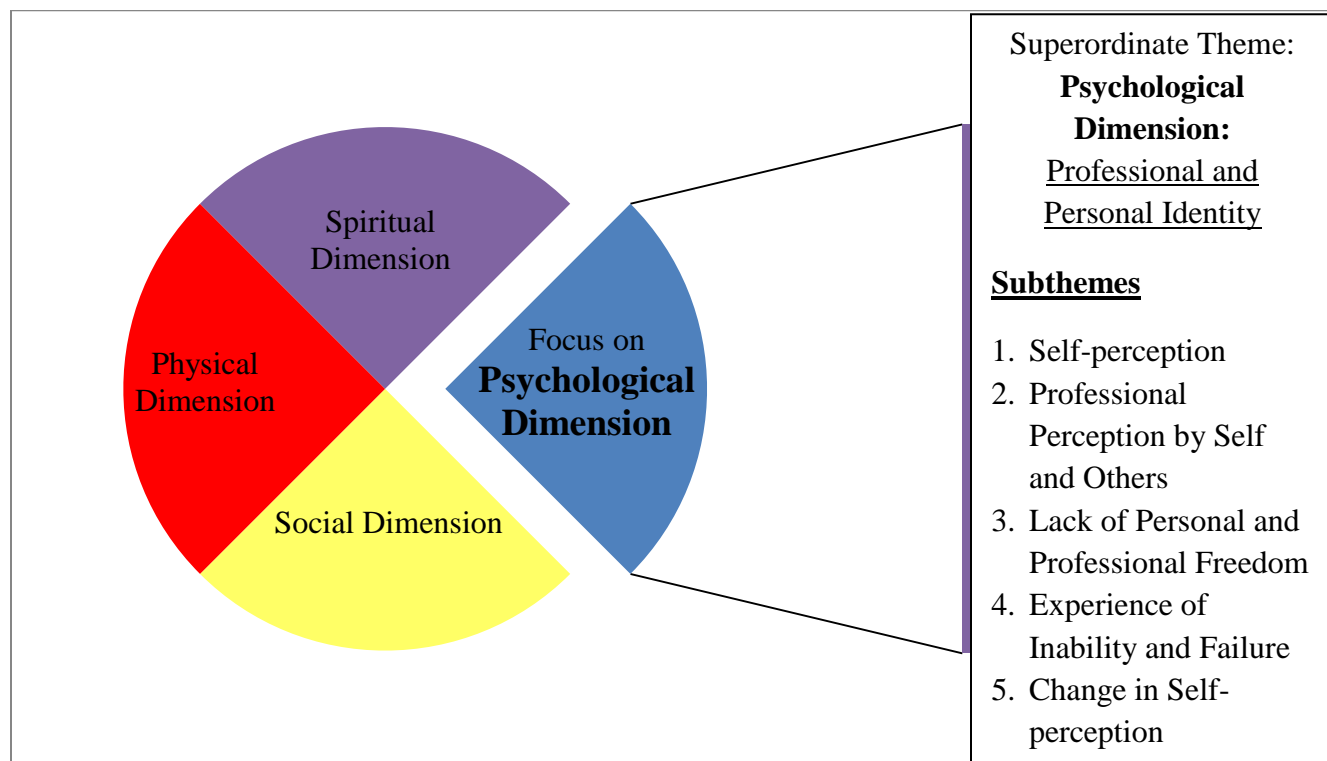 Spiritual
Dimension
Physical
Dimension
Social Dimension
Focus on
Psychological
Dimension
Superordinate Theme:
Psychological
Dimension:
Professional and
Personal Identity
Subthemes
1. Self-perception
2. Professional
Perception by Self
and Others
3. Lack of Personal and
Professional Freedom
4. Experience of
Inability and Failure
5. Change in Self-
perception